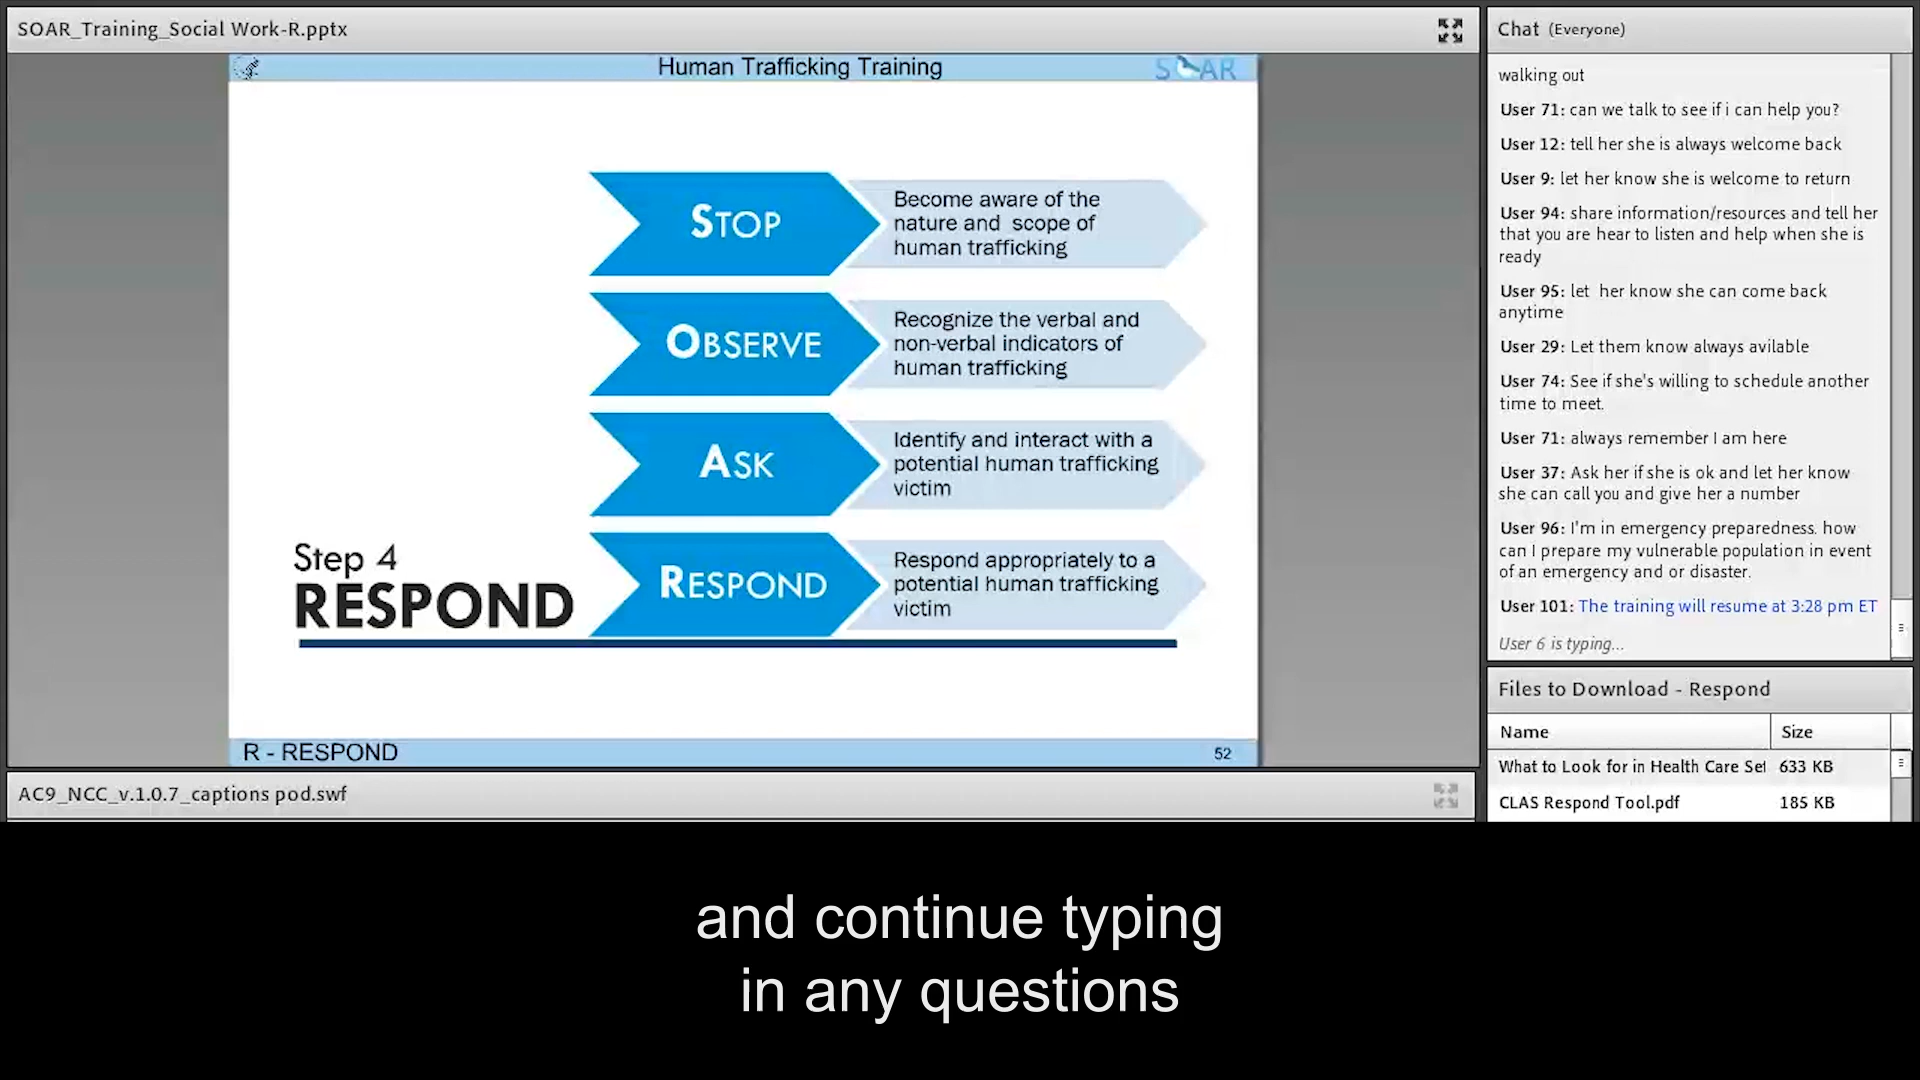 SOAR_Training_Social Work-R.pptx
Human Trafficking Training
SOAR
STOP
Become aware of the
nature and scope of
human trafficking
OBSERVE
Recognize the verbal and
non-verbal indicators of
human trafficking
ASK
Identify and interact with a
potential human trafficking
victim
Step 4
RESPOND
RESPOND
Respond appropriately to a
potential human trafficking
victim
R - RESPOND
52
AC9_NCC_v.1.0.7_captions pod.swf
Chat (Everyone)
walking out
User 71: can we talk to see if i can help you?
User 12: tell her she is always welcome back
User 9: let her know she is welcome to return
User 94: share information/resources and tell her
that you are hear to listen and help when she is
ready
User 95: let her know she can come back
anytime
User 29: Let them know always avilable
User 74: See if she's willing to schedule another
time to meet.
User 71: always remember I am here
User 37: Ask her if she is ok and let her know
she can call you and give her a number
User 96: I'm in emergency preparedness. how
can I prepare my vulnerable population in event
of an emergency and or disaster.
User 101: The training will resume at 3:28 pm ET
User 6 is typing...
Files to Download - Respond
Name Size
What to Look for in Health Care Set 633 KB
CLAS Respond Tool.pdf 185 KB
and continue typing
in any questions